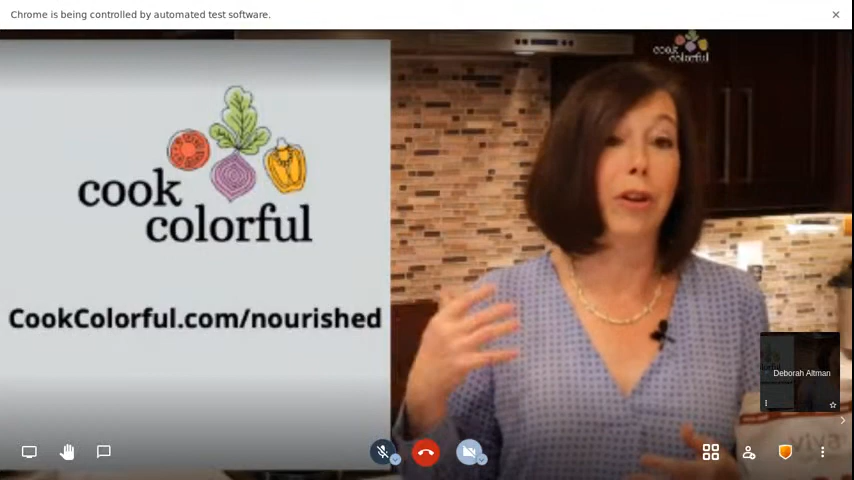 Chrome is being controlled by automated test software.
cook
colorful
cook
colorful
CookColorful.com/nourished
Deborah Altman